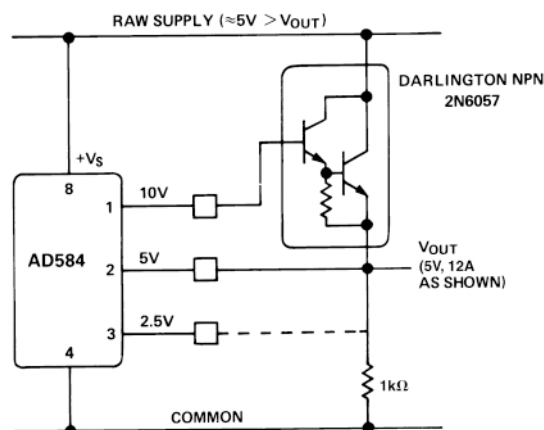 RAW SUPPLY (≈5V > VOUT)
DARLINGTON NPN
2N6057
+VS
8
1
10V
AD584
2
5V
VOUT
(5V, 12A
AS SHOWN)
3
2.5V
4
1kΩ
COMMON